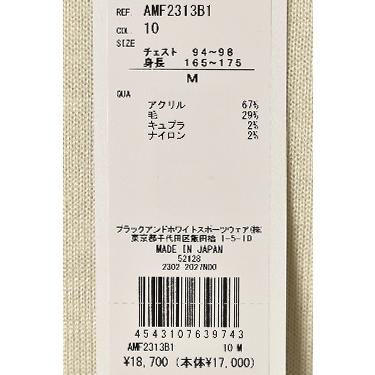 REF. AMF2313B1
COL. 10
SIZE
チェスト 94~98
身長 165~175
M
QUA
アクリル 67%
毛 29%
キュプラ 2%
ナイロン 2%
ブラックアンドホワイトスポーツウェア(株)
東京都千代田区飯田橋 1-5-10
MADE IN JAPAN
52128
2302 2027ND0
4543107639743
AMF2313B1 10 M
¥18,700 (本体¥17,000)